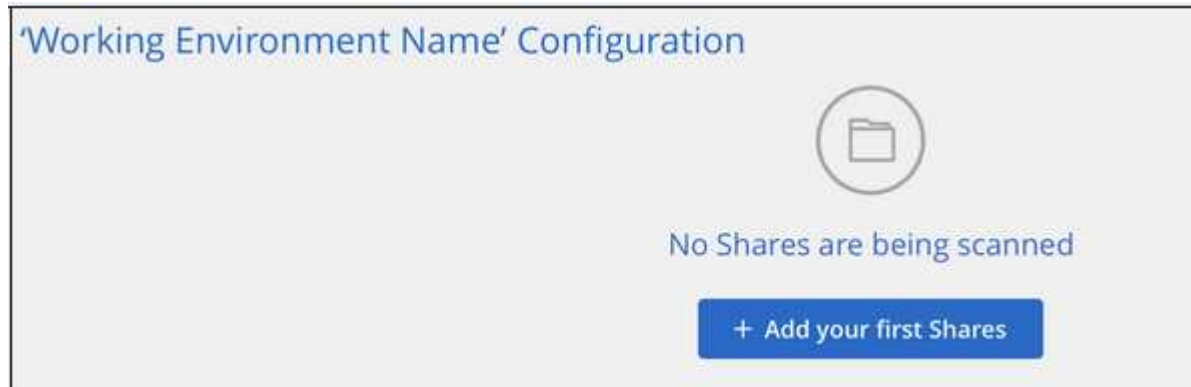 ‘Working Environment Name’ Configuration
No Shares are being scanned
+ Add your first Shares